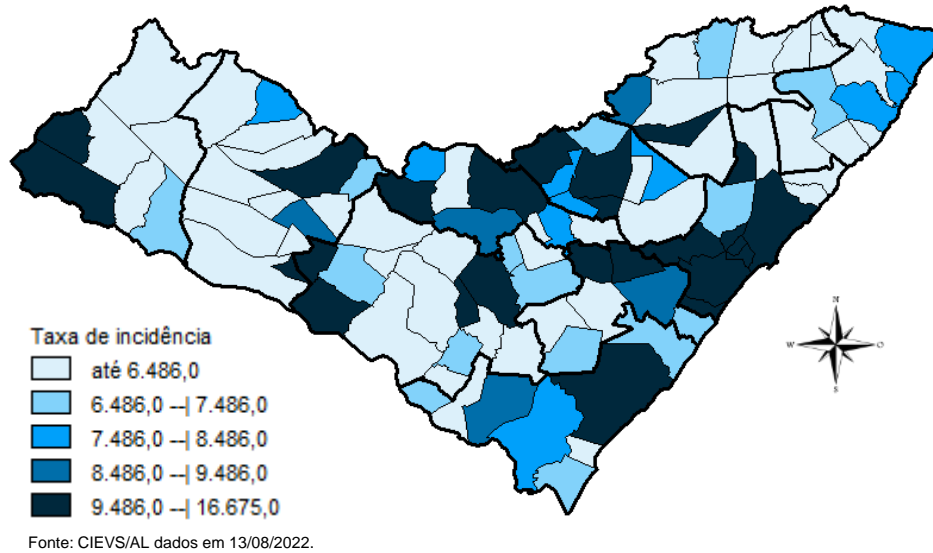 N
W O
S
Taxa de incidência
até 6.486,0
6.486,0 --| 7.486,0
7.486,0 --| 8.486,0
8.486,0 --| 9.486,0
9.486,0 --| 16.675,0
Fonte: CIEVS/AL dados em 13/08/2022.